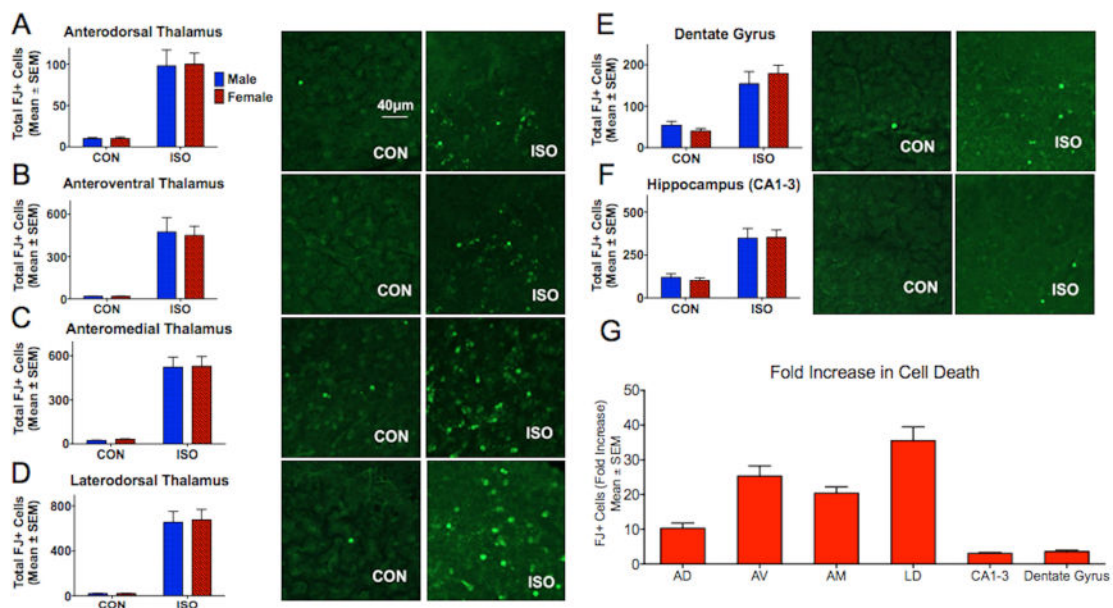 A
Anterodorsal Thalamus
Total FJ+ Cells
(Mean ± SEM)
100
50
0
CON
ISO
Male
Female
40µm
CON
ISO
B
Anteroventral Thalamus
Total FJ+ Cells
(Mean ± SEM)
600
300
0
CON
ISO
CON
ISO
C
Anteromedial Thalamus
Total FJ+ Cells
(Mean ± SEM)
600
300
0
CON
ISO
CON
ISO
D
Laterodorsal Thalamus
Total FJ+ Cells
(Mean ± SEM)
800
400
0
CON
ISO
CON
ISO
E
Dentate Gyrus
Total FJ+ Cells
(Mean ± SEM)
200
100
0
CON
ISO
CON
ISO
F
Hippocampus (CA1-3)
Total FJ+ Cells
(Mean ± SEM)
500
250
0
CON
ISO
CON
ISO
G
Fold Increase in Cell Death
FJ+ Cells (Fold Increase)
Mean ± SEM
50
40
30
20
10
0
AD
AV
AM
LD
CA1-3
Dentate Gyrus